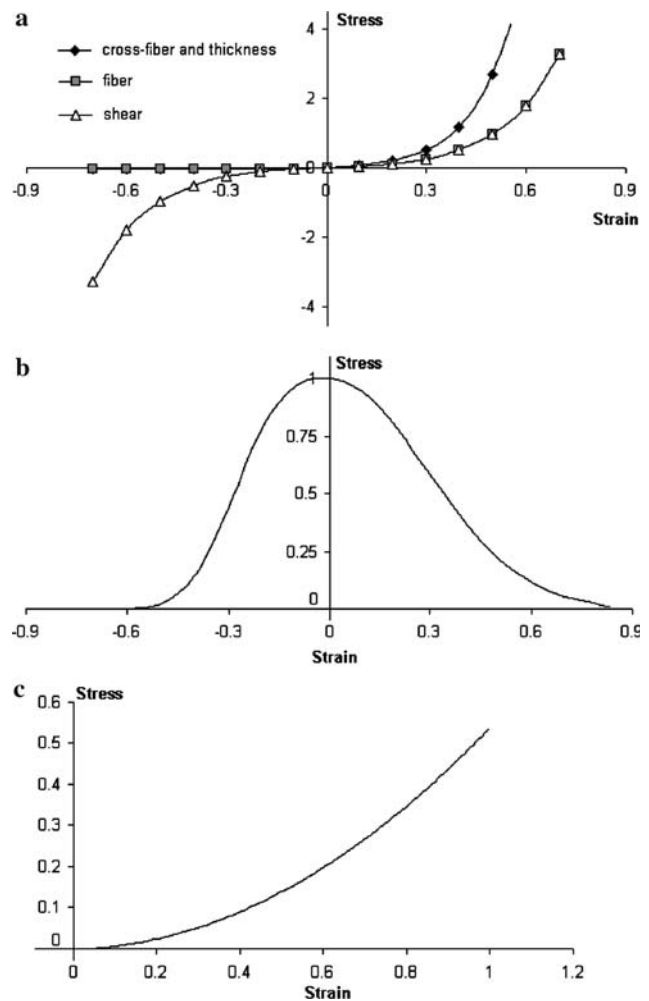 a
Stress
4
cross-fiber and thickness
fiber
2
shear
0
-0.9 -0.6 -0.3 0 0.3 0.6 0.9
Strain
-2
-4
b
Stress
1
0.75
0.5
0.25
0
-0.9 -0.6 -0.3 0 0.3 0.6 0.9
Strain
c
Stress
0.6
0.5
0.4
0.3
0.2
0.1
0
0 0.2 0.4 0.6 0.8 1 1.2
Strain